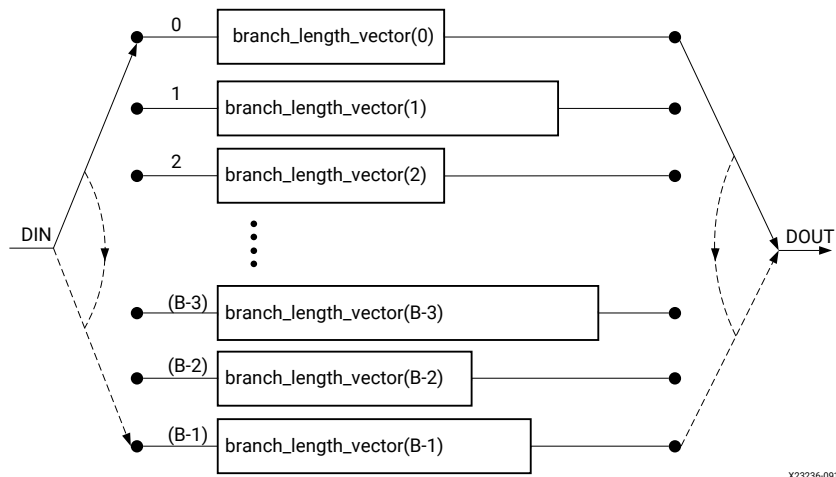 0
branch_length_vector(0)
1
branch_length_vector(1)
2
branch_length_vector(2)
DIN
DOUT
(B-3)
branch_length_vector(B-3)
(B-2)
branch_length_vector(B-2)
(B-1)
branch_length_vector(B-1)